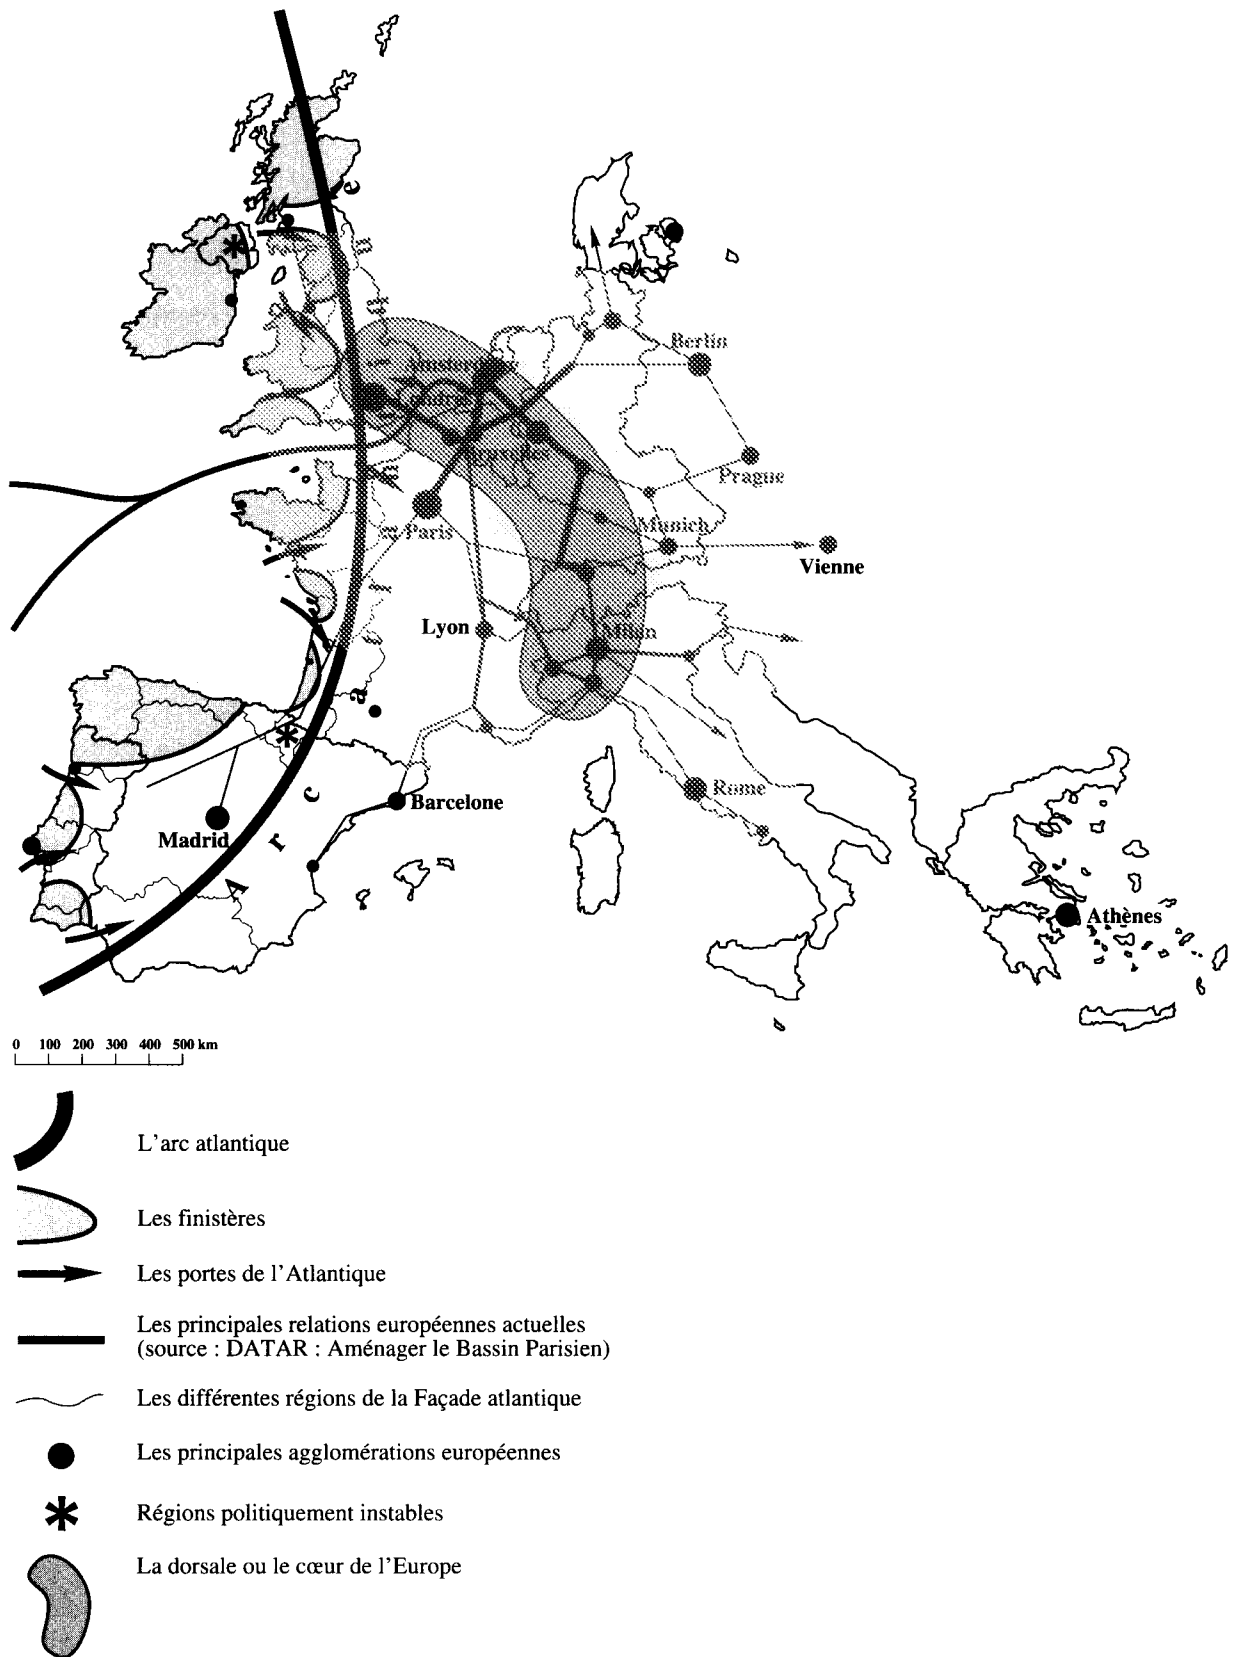 Berlin
Amsterdam
Londres
Bruxelles
Prague
Paris
Munich
Vienne
Lyon
Milan
Barcelone
Rome
Madrid
Athènes
Arc
0 100 200 300 400 500 km
L'arc atlantique
Les finistères
Les portes de l'Atlantique
Les principales relations européennes actuelles
(source : DATAR : Aménager le Bassin Parisien)
Les différentes régions de la Façade atlantique
Les principales agglomérations européennes
Régions politiquement instables
La dorsale ou le cœur de l'Europe